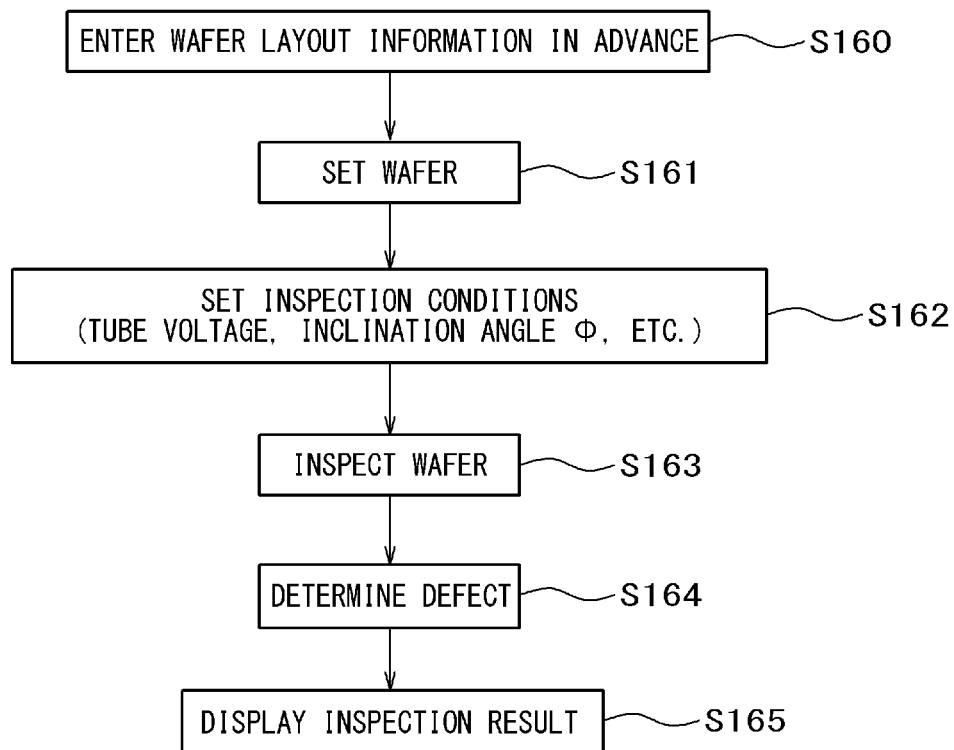 ENTER WAFER LAYOUT INFORMATION IN ADVANCE S160
SET WAFER S161
SET INSPECTION CONDITIONS
(TUBE VOLTAGE, INCLINATION ANGLE Φ, ETC.) S162
INSPECT WAFER S163
DETERMINE DEFECT S164
DISPLAY INSPECTION RESULT S165